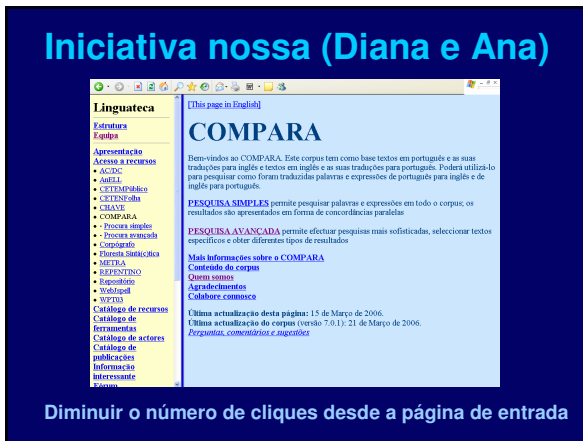 Iniciativa nossa (Diana e Ana)
Linguateca
Estrutura
Equipa
Apresentação
Acesso a recursos
AC/DC
AnELL
CETEMPúblico
CETENFolha
CHAVE
COMPARA
- Procura simples
- Procura avançada
Corpógrafo
Floresta Sintá(c)tica
METRA
REPENTINO
Repositório
WebJspell
WPT03
Catálogo de recursos
Catálogo de
ferramentas
Catálogo de actores
Catálogo de
publicações
Informação
interessante
Fórum
[This page in English]
COMPARA
Bem-vindos ao COMPARA. Este corpus tem como base textos em português e as suas
traduções para inglês e textos em inglês e as suas traduções para português. Poderá utilizá-lo
para pesquisar como foram traduzidas palavras e expressões de português para inglês e de
inglês para português.
PESQUISA SIMPLES permite pesquisar palavras e expressões em todo o corpus; os
resultados são apresentados em forma de concordâncias paralelas
PESQUISA AVANÇADA permite efectuar pesquisas mais sofisticadas, seleccionar textos
específicos e obter diferentes tipos de resultados
Mais informações sobre o COMPARA
Conteúdo do corpus
Quem somos
Agradecimentos
Colabore connosco
Última actualização desta página: 15 de Março de 2006.
Última actualização do corpus (versão 7.0.1): 21 de Março de 2006.
Perguntas, comentários e sugestões
Diminuir o número de cliques desde a página de entrada